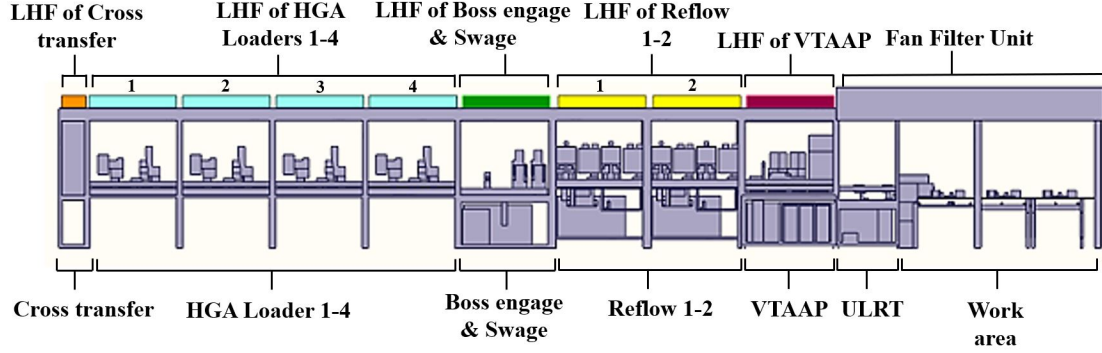 LHF of Cross
transfer
LHF of HGA
Loaders 1-4
LHF of Boss engage
& Swage
LHF of Reflow
1-2
LHF of VTAAP
Fan Filter Unit
1
2
3
4
1
2
Cross transfer
HGA Loader 1-4
Boss engage
& Swage
Reflow 1-2
VTAAP
ULRT
Work
area